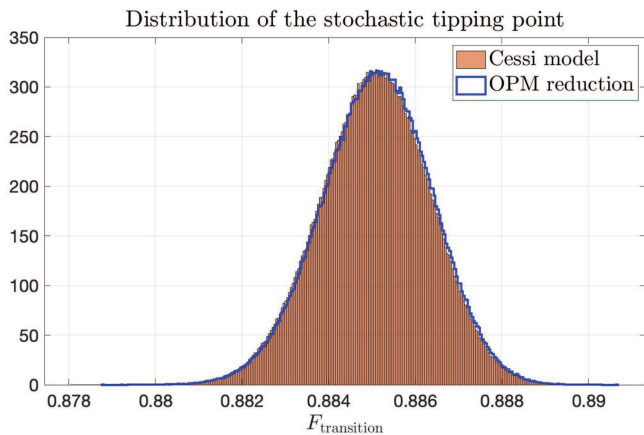 Distribution of the stochastic tipping point
350
300
250
200
150
100
50
0
Cessi model
OPM reduction
0.878 0.88 0.882 0.884 0.886 0.888 0.89
F_transition